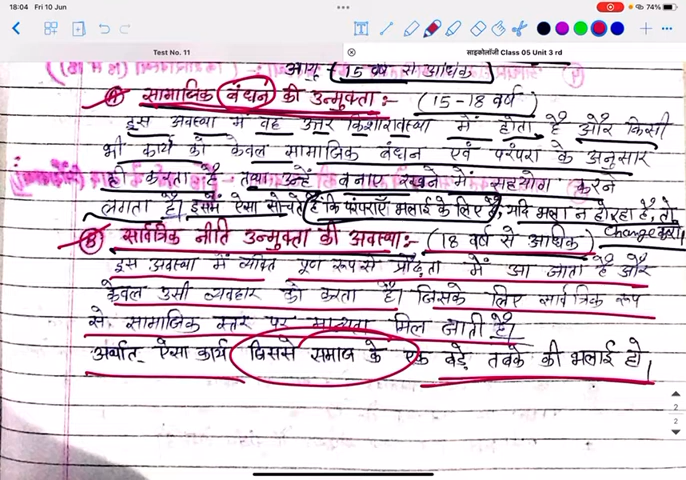 18:04 Fri 10 Jun
74%
Test No. 11
साइकोलॉजी Class 05 Unit 3 rd
आयु (15 वर्ष से अधिक)
(A) सामाजिक बंधन की उन्मुक्ता :- (15-18 वर्ष)
इस अवस्था में वह उत्तर किशोरावस्था में होता है और किसी
भी कार्य को केवल सामाजिक बंधन एवं परंपरा के अनुसार
ही करता है तथा उन्हें बनाए रखने में सहयोग करने
लगता है। इसमें ऐसा सोचते हैं कि परंपराएँ भलाई के लिए है, यदि भला न हो रहा है, तो
Change करो।
(B) सार्वत्रिक नीति उन्मुक्ता की अवस्था :- (18 वर्ष से अधिक)
इस अवस्था में व्यक्ति पूर्ण रूप से प्रौढ़ता में आ जाता है और
केवल उसी व्यवहार को करता है। जिसके लिए सार्वत्रिक रूप
से सामाजिक स्तर पर मान्यता मिल जाती है।
अर्थात ऐसा कार्य जिससे समाज के एक बड़े तबके की भलाई हो।
2
2